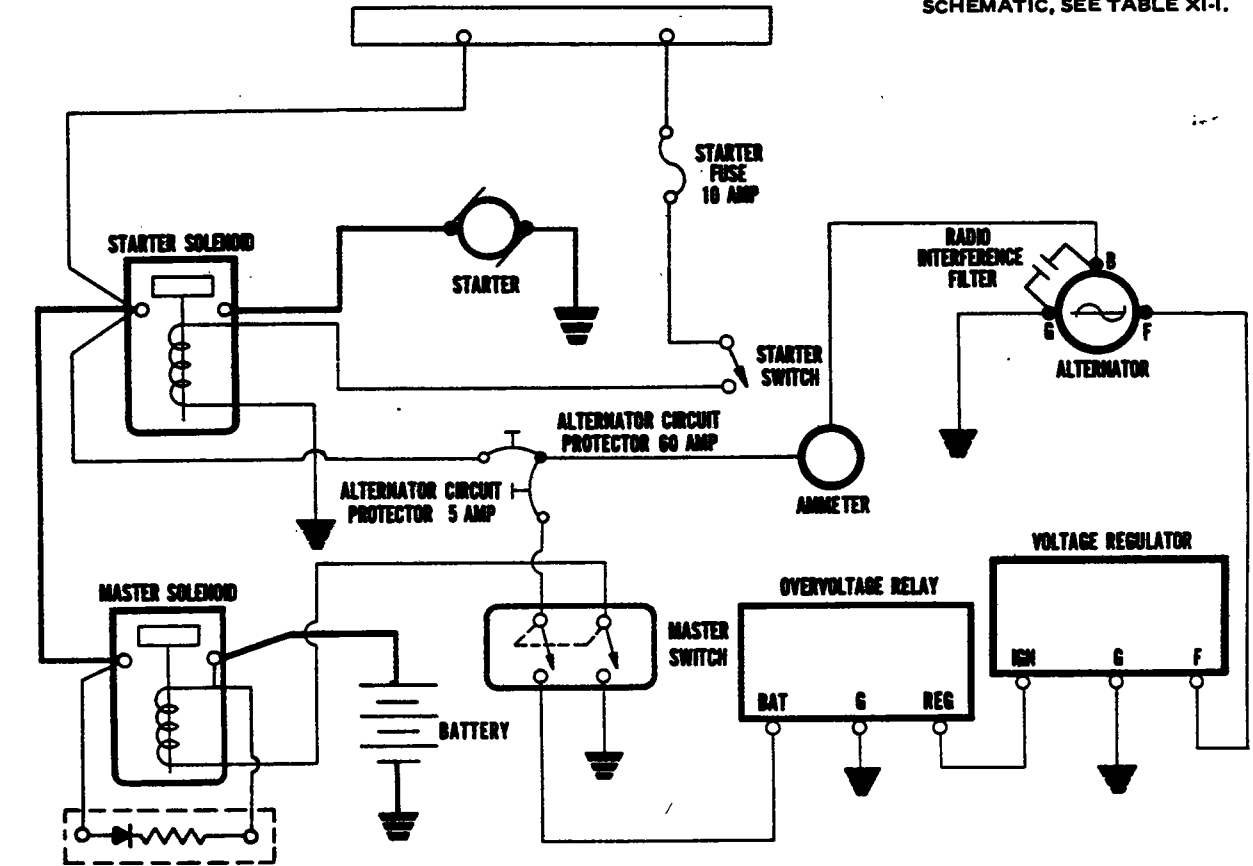 SCHEMATIC, SEE TABLE XI-I.
STARTER
FUSE
10 AMP
STARTER SOLENOID
STARTER
RADIO
INTERFERENCE
FILTER
B
G
F
ALTERNATOR
STARTER
SWITCH
ALTERNATOR CIRCUIT
PROTECTOR 60 AMP
ALTERNATOR CIRCUIT
PROTECTOR 5 AMP
AMMETER
VOLTAGE REGULATOR
IGN G F
MASTER SOLENOID
OVERVOLTAGE RELAY
BAT G REG
MASTER
SWITCH
BATTERY